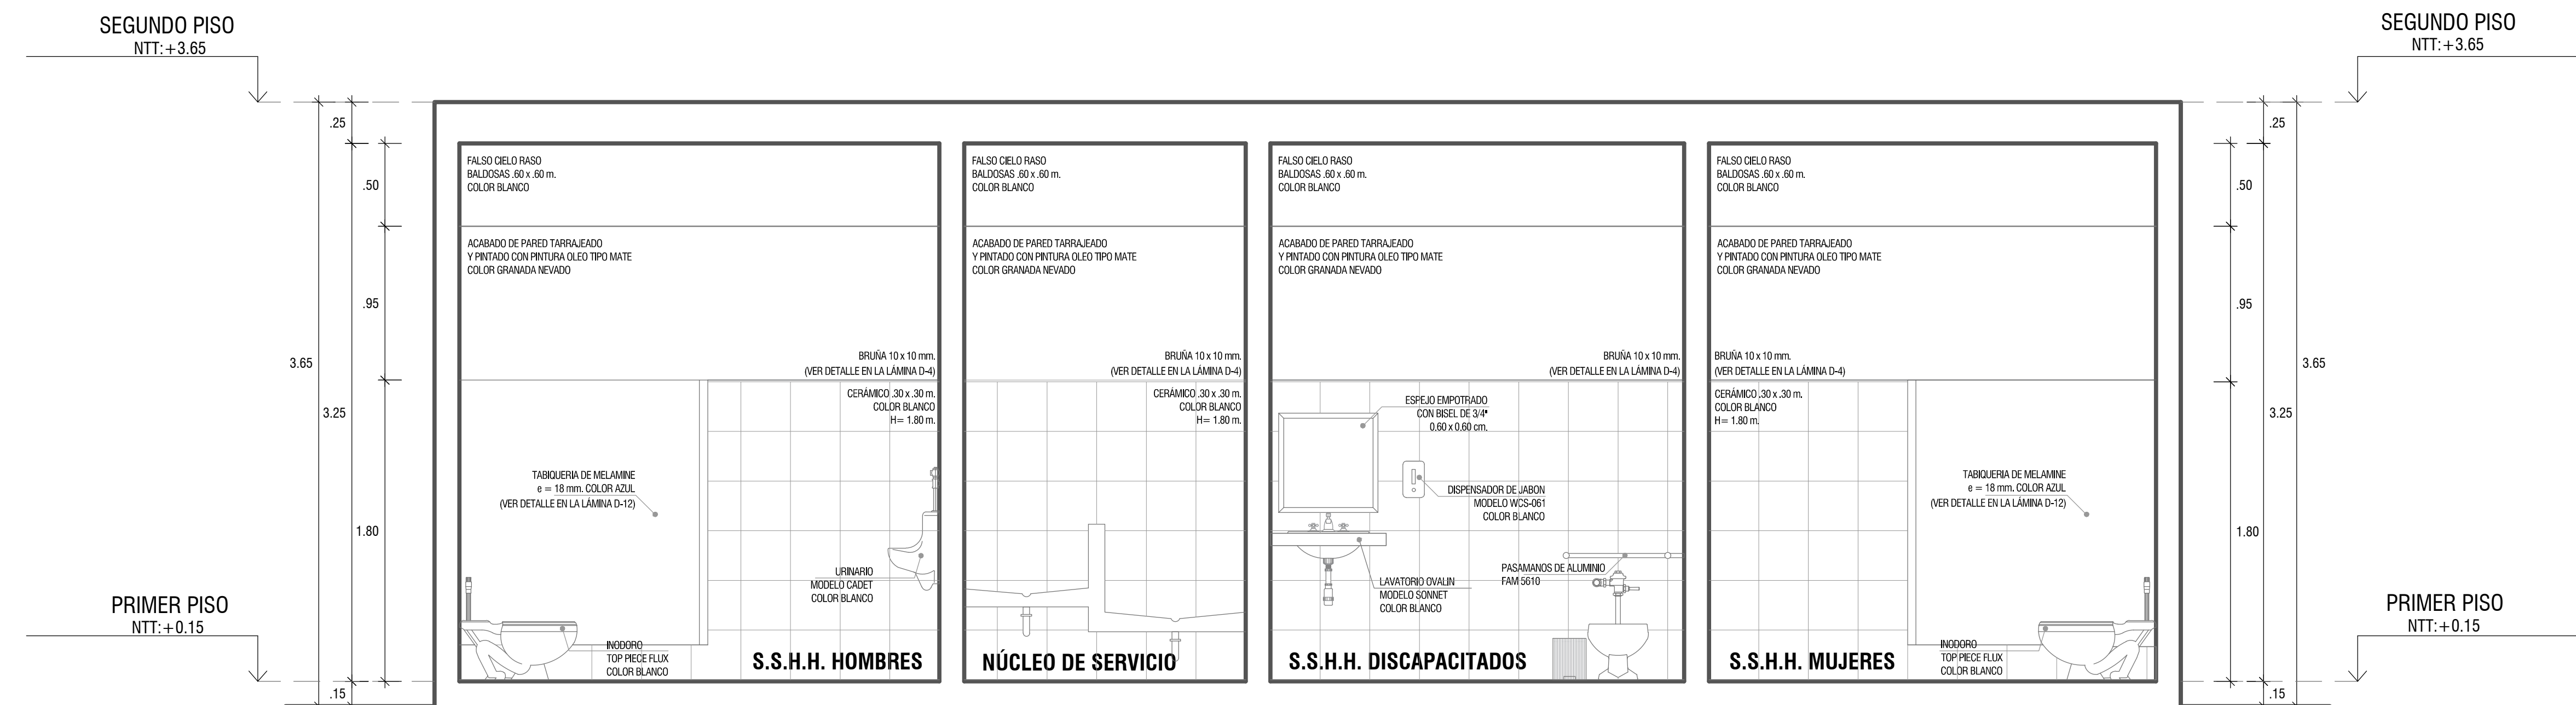 SEGUNDO PISO
NTT:+3.65
SEGUNDO PISO
NTT:+3.65
.25
.50
.95
3.65
3.25
1.80
.15
PRIMER PISO
NTT:+0.15
FALSO CIELO RASO
BALDOSAS .60 x .60 m.
COLOR BLANCO
ACABADO DE PARED TARRAJEADO
Y PINTADO CON PINTURA OLEO TIPO MATE
COLOR GRANADA NEVADO
BRUÑA 10 x 10 mm.
(VER DETALLE EN LA LÁMINA D-4)
CERÁMICO .30 x .30 m.
COLOR BLANCO
H= 1.80 m.
TABIQUERIA DE MELAMINE
e = 18 mm. COLOR AZUL
(VER DETALLE EN LA LÁMINA D-12)
URINARIO
MODELO CADET
COLOR BLANCO
INODORO
TOP PIECE FLUX
COLOR BLANCO
S.S.H.H. HOMBRES
FALSO CIELO RASO
BALDOSAS .60 x .60 m.
COLOR BLANCO
ACABADO DE PARED TARRAJEADO
Y PINTADO CON PINTURA OLEO TIPO MATE
COLOR GRANADA NEVADO
BRUÑA 10 x 10 mm.
(VER DETALLE EN LA LÁMINA D-4)
CERÁMICO .30 x .30 m.
COLOR BLANCO
H= 1.80 m.
NÚCLEO DE SERVICIO
FALSO CIELO RASO
BALDOSAS .60 x .60 m.
COLOR BLANCO
ACABADO DE PARED TARRAJEADO
Y PINTADO CON PINTURA OLEO TIPO MATE
COLOR GRANADA NEVADO
BRUÑA 10 x 10 mm.
(VER DETALLE EN LA LÁMINA D-4)
ESPEJO EMPOTRADO
CON BISEL DE 3/4"
0.60 x 0.60 cm.
DISPENSADOR DE JABON
MODELO WCS-061
COLOR BLANCO
PASAMANOS DE ALUMINIO
FAM 5610
LAVATORIO OVALIN
MODELO SONNET
COLOR BLANCO
S.S.H.H. DISCAPACITADOS
FALSO CIELO RASO
BALDOSAS .60 x .60 m.
COLOR BLANCO
ACABADO DE PARED TARRAJEADO
Y PINTADO CON PINTURA OLEO TIPO MATE
COLOR GRANADA NEVADO
BRUÑA 10 x 10 mm.
(VER DETALLE EN LA LÁMINA D-4)
CERÁMICO .30 x .30 m.
COLOR BLANCO
H= 1.80 m.
TABIQUERIA DE MELAMINE
e = 18 mm. COLOR AZUL
(VER DETALLE EN LA LÁMINA D-12)
INODORO
TOP PIECE FLUX
COLOR BLANCO
S.S.H.H. MUJERES
.25
.50
.95
3.65
3.25
1.80
.15
PRIMER PISO
NTT:+0.15